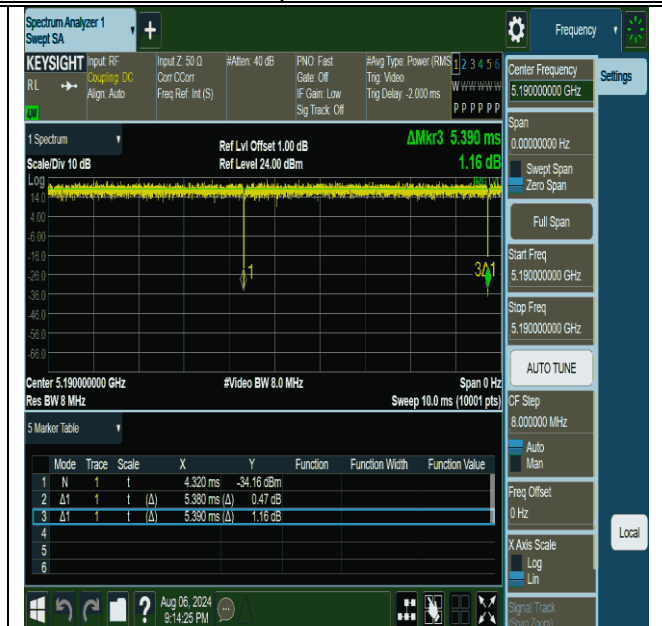 Spectrum Analyzer 1
Swept SA
+
Frequency
KEYSIGHT
RL
Input: RF
Coupling: DC
Align: Auto
Input Z: 50 Ω
Corr CCorr
Freq Ref: Int (S)
#Atten: 40 dB
PNO: Fast
Gate: Off
IF Gain: Low
Sig Track: Off
#Avg Type: Power (RMS
Trig: Video
Trig Delay: -2.000 ms
1 2 3 4 5 6
W W W W W W
P P P P P P
1 Spectrum
Scale/Div 10 dB
Ref Lvl Offset 1.00 dB
Ref Level 24.00 dBm
ΔMkr3 5.390 ms
1.16 dB
Log
14.0
4.00
-6.00
-16.0
-26.0
-36.0
-46.0
-56.0
-66.0
1
3Δ1
Center 5.190000000 GHz
#Video BW 8.0 MHz
Span 0 Hz
Res BW 8 MHz
Sweep 10.0 ms (10001 pts)
5 Marker Table
Mode Trace Scale X Y Function Function Width Function Value
1 N 1 t 4.320 ms -34.16 dBm
2 Δ1 1 t (Δ) 5.380 ms (Δ) 0.47 dB
3 Δ1 1 t (Δ) 5.390 ms (Δ) 1.16 dB
4
5
6
?
Aug 06, 2024
9:14:25 PM
Center Frequency
5.190000000 GHz
Settings
Span
0.00000000 Hz
Swept Span
Zero Span
Full Span
Start Freq
5.190000000 GHz
Stop Freq
5.190000000 GHz
AUTO TUNE
CF Step
8.000000 MHz
Auto
Man
Freq Offset
0 Hz
Local
X Axis Scale
Log
Lin
Signal Track
(Span Zoom)